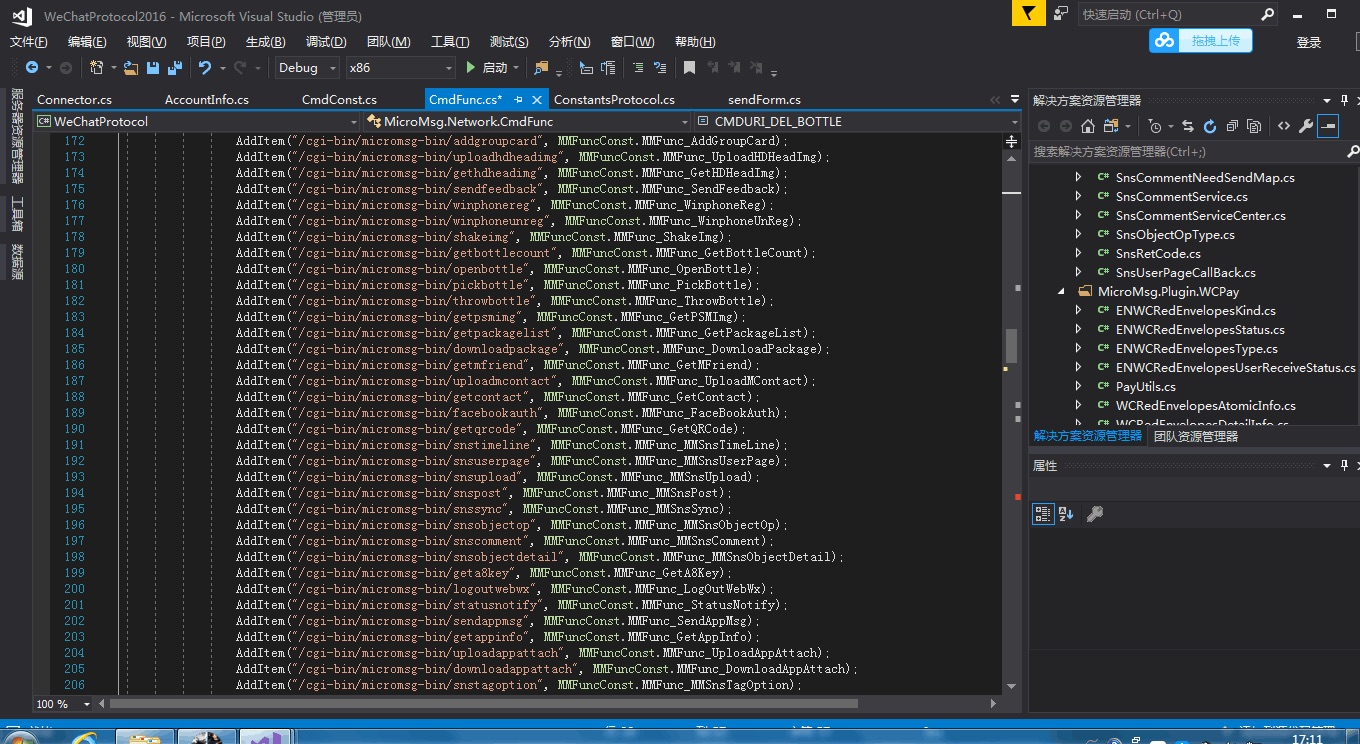 WeChatProtocol2016 - Microsoft Visual Studio (管理员)
快速启动 (Ctrl+Q)
文件(F) 编辑(E) 视图(V) 项目(P) 生成(B) 调试(D) 团队(M) 工具(T) 测试(S) 分析(N) 窗口(W) 帮助(H)
拖拽上传
登录
Debug x86 启动
服务器资源管理器
工具箱
数据源
Connector.cs AccountInfo.cs CmdConst.cs CmdFunc.cs* ConstantsProtocol.cs sendForm.cs
WeChatProtocol MicroMsg.Network.CmdFunc CMDURI_DEL_BOTTLE
172 AddItem("/cgi-bin/micromsg-bin/addgroupcard", MMFuncConst.MMFunc_AddGroupCard);
173 AddItem("/cgi-bin/micromsg-bin/uploadhdheadimg", MMFuncConst.MMFunc_UploadHDHeadImg);
174 AddItem("/cgi-bin/micromsg-bin/gethdheadimg", MMFuncConst.MMFunc_GetHDHeadImg);
175 AddItem("/cgi-bin/micromsg-bin/sendfeedback", MMFuncConst.MMFunc_SendFeedback);
176 AddItem("/cgi-bin/micromsg-bin/winphonereg", MMFuncConst.MMFunc_WinphoneReg);
177 AddItem("/cgi-bin/micromsg-bin/winphoneunreg", MMFuncConst.MMFunc_WinphoneUnReg);
178 AddItem("/cgi-bin/micromsg-bin/shakeimg", MMFuncConst.MMFunc_ShakeImg);
179 AddItem("/cgi-bin/micromsg-bin/getbottlecount", MMFuncConst.MMFunc_GetBottleCount);
180 AddItem("/cgi-bin/micromsg-bin/openbottle", MMFuncConst.MMFunc_OpenBottle);
181 AddItem("/cgi-bin/micromsg-bin/pickbottle", MMFuncConst.MMFunc_PickBottle);
182 AddItem("/cgi-bin/micromsg-bin/throwbottle", MMFuncConst.MMFunc_ThrowBottle);
183 AddItem("/cgi-bin/micromsg-bin/getpsmimg", MMFuncConst.MMFunc_GetPSMImg);
184 AddItem("/cgi-bin/micromsg-bin/getpackagelist", MMFuncConst.MMFunc_GetPackageList);
185 AddItem("/cgi-bin/micromsg-bin/downloadpackage", MMFuncConst.MMFunc_DownloadPackage);
186 AddItem("/cgi-bin/micromsg-bin/getmfriend", MMFuncConst.MMFunc_GetMFriend);
187 AddItem("/cgi-bin/micromsg-bin/uploadmcontact", MMFuncConst.MMFunc_UploadMContact);
188 AddItem("/cgi-bin/micromsg-bin/getcontact", MMFuncConst.MMFunc_GetContact);
189 AddItem("/cgi-bin/micromsg-bin/facebookauth", MMFuncConst.MMFunc_FaceBookAuth);
190 AddItem("/cgi-bin/micromsg-bin/getqrcode", MMFuncConst.MMFunc_GetQRCode);
191 AddItem("/cgi-bin/micromsg-bin/snstimeline", MMFuncConst.MMFunc_MMSnsTimeLine);
192 AddItem("/cgi-bin/micromsg-bin/snsuserpage", MMFuncConst.MMFunc_MMSnsUserPage);
193 AddItem("/cgi-bin/micromsg-bin/snsupload", MMFuncConst.MMFunc_MMSnsUpload);
194 AddItem("/cgi-bin/micromsg-bin/snspost", MMFuncConst.MMFunc_MMSnsPost);
195 AddItem("/cgi-bin/micromsg-bin/snssync", MMFuncConst.MMFunc_MMSnsSync);
196 AddItem("/cgi-bin/micromsg-bin/snsobjectop", MMFuncConst.MMFunc_MMSnsObjectOp);
197 AddItem("/cgi-bin/micromsg-bin/snscomment", MMFuncConst.MMFunc_MMSnsComment);
198 AddItem("/cgi-bin/micromsg-bin/snsobjectdetail", MMFuncConst.MMFunc_MMSnsObjectDetail);
199 AddItem("/cgi-bin/micromsg-bin/geta8key", MMFuncConst.MMFunc_GetA8Key);
200 AddItem("/cgi-bin/micromsg-bin/logoutwebwx", MMFuncConst.MMFunc_LogOutWebWx);
201 AddItem("/cgi-bin/micromsg-bin/statusnotify", MMFuncConst.MMFunc_StatusNotify);
202 AddItem("/cgi-bin/micromsg-bin/sendappmsg", MMFuncConst.MMFunc_SendAppMsg);
203 AddItem("/cgi-bin/micromsg-bin/getappinfo", MMFuncConst.MMFunc_GetAppInfo);
204 AddItem("/cgi-bin/micromsg-bin/uploadappattach", MMFuncConst.MMFunc_UploadAppAttach);
205 AddItem("/cgi-bin/micromsg-bin/downloadappattach", MMFuncConst.MMFunc_DownloadAppAttach);
206 AddItem("/cgi-bin/micromsg-bin/snstagoption", MMFuncConst.MMFunc_MMSnsTagOption);
100 %
解决方案资源管理器
搜索解决方案资源管理器(Ctrl+;)
C# SnsCommentNeedSendMap.cs
C# SnsCommentService.cs
C# SnsCommentServiceCenter.cs
C# SnsObjectOpType.cs
C# SnsRetCode.cs
C# SnsUserPageCallBack.cs
MicroMsg.Plugin.WCPay
C# ENWCRedEnvelopesKind.cs
C# ENWCRedEnvelopesStatus.cs
C# ENWCRedEnvelopesType.cs
C# ENWCRedEnvelopesUserReceiveStatus.cs
C# PayUtils.cs
C# WCRedEnvelopesAtomicInfo.cs
C# WCRedEnvelopesDetailInfo.cs
解决方案资源管理器 团队资源管理器
属性
17:11